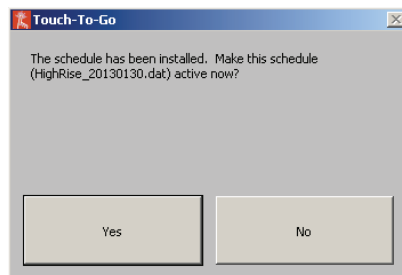 Touch-To-Go
The schedule has been installed. Make this schedule
(HighRise_20130130.dat) active now?
Yes
No